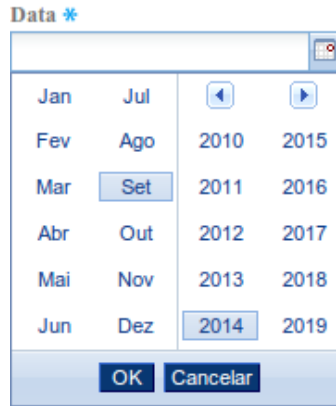 Data *
Jan Jul
Fev Ago 2010 2015
Mar Set 2011 2016
Abr Out 2012 2017
Mai Nov 2013 2018
Jun Dez 2014 2019
OK Cancelar